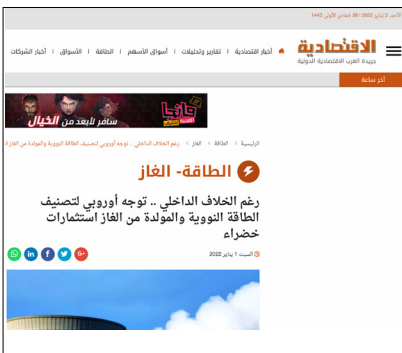 الأحد, 2 يناير 2022 | 28 جمادى الأولى 1443
الاقتصادية
جريدة العرب الاقتصادية الدولية
أخبار اقتصادية | تقارير وتحليلات | أسواق الأسهم | الطاقة | الأسواق | أخبار الشركات
آخر ساعة
مانجا
العربية
سافر لأبعد من الخيال
الرئيسية > الطاقة > الغاز > رغم الخلاف الداخلي .. توجه أوروبي لتصنيف الطاقة النووية والمولدة من الغاز
الطاقة- الغاز
رغم الخلاف الداخلي .. توجه أوروبي لتصنيف
الطاقة النووية والمولدة من الغاز استثمارات
خضراء
السبت 1 يناير 2022